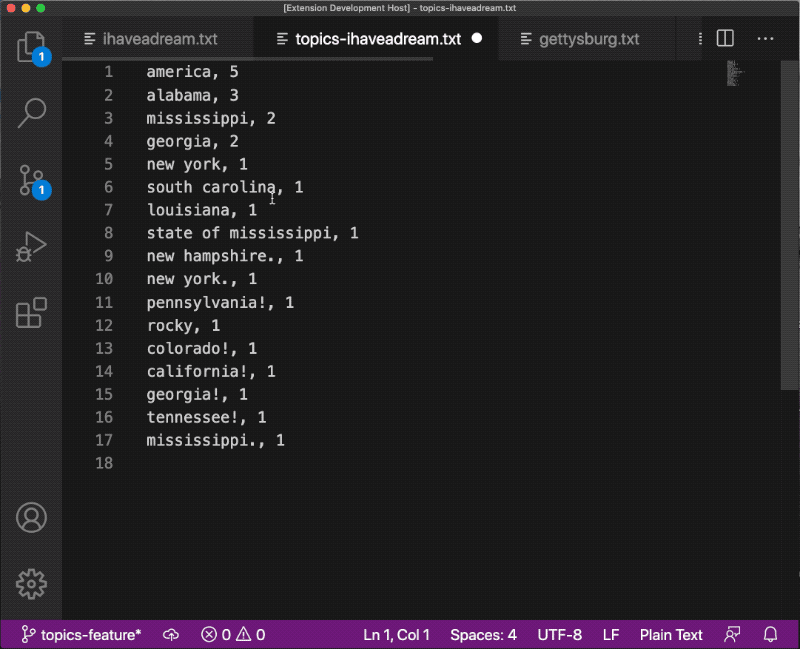 [Extension Development Host] - topics-ihaveadream.txt
ihaveadream.txt
topics-ihaveadream.txt
gettysburg.txt
1
1
1 america, 5
2 alabama, 3
3 mississippi, 2
4 georgia, 2
5 new york, 1
6 south carolina, 1
7 louisiana, 1
8 state of mississippi, 1
9 new hampshire., 1
10 new york., 1
11 pennsylvania!, 1
12 rocky, 1
13 colorado!, 1
14 california!, 1
15 georgia!, 1
16 tennessee!, 1
17 mississippi., 1
18
topics-feature* 0 0 Ln 1, Col 1 Spaces: 4 UTF-8 LF Plain Text